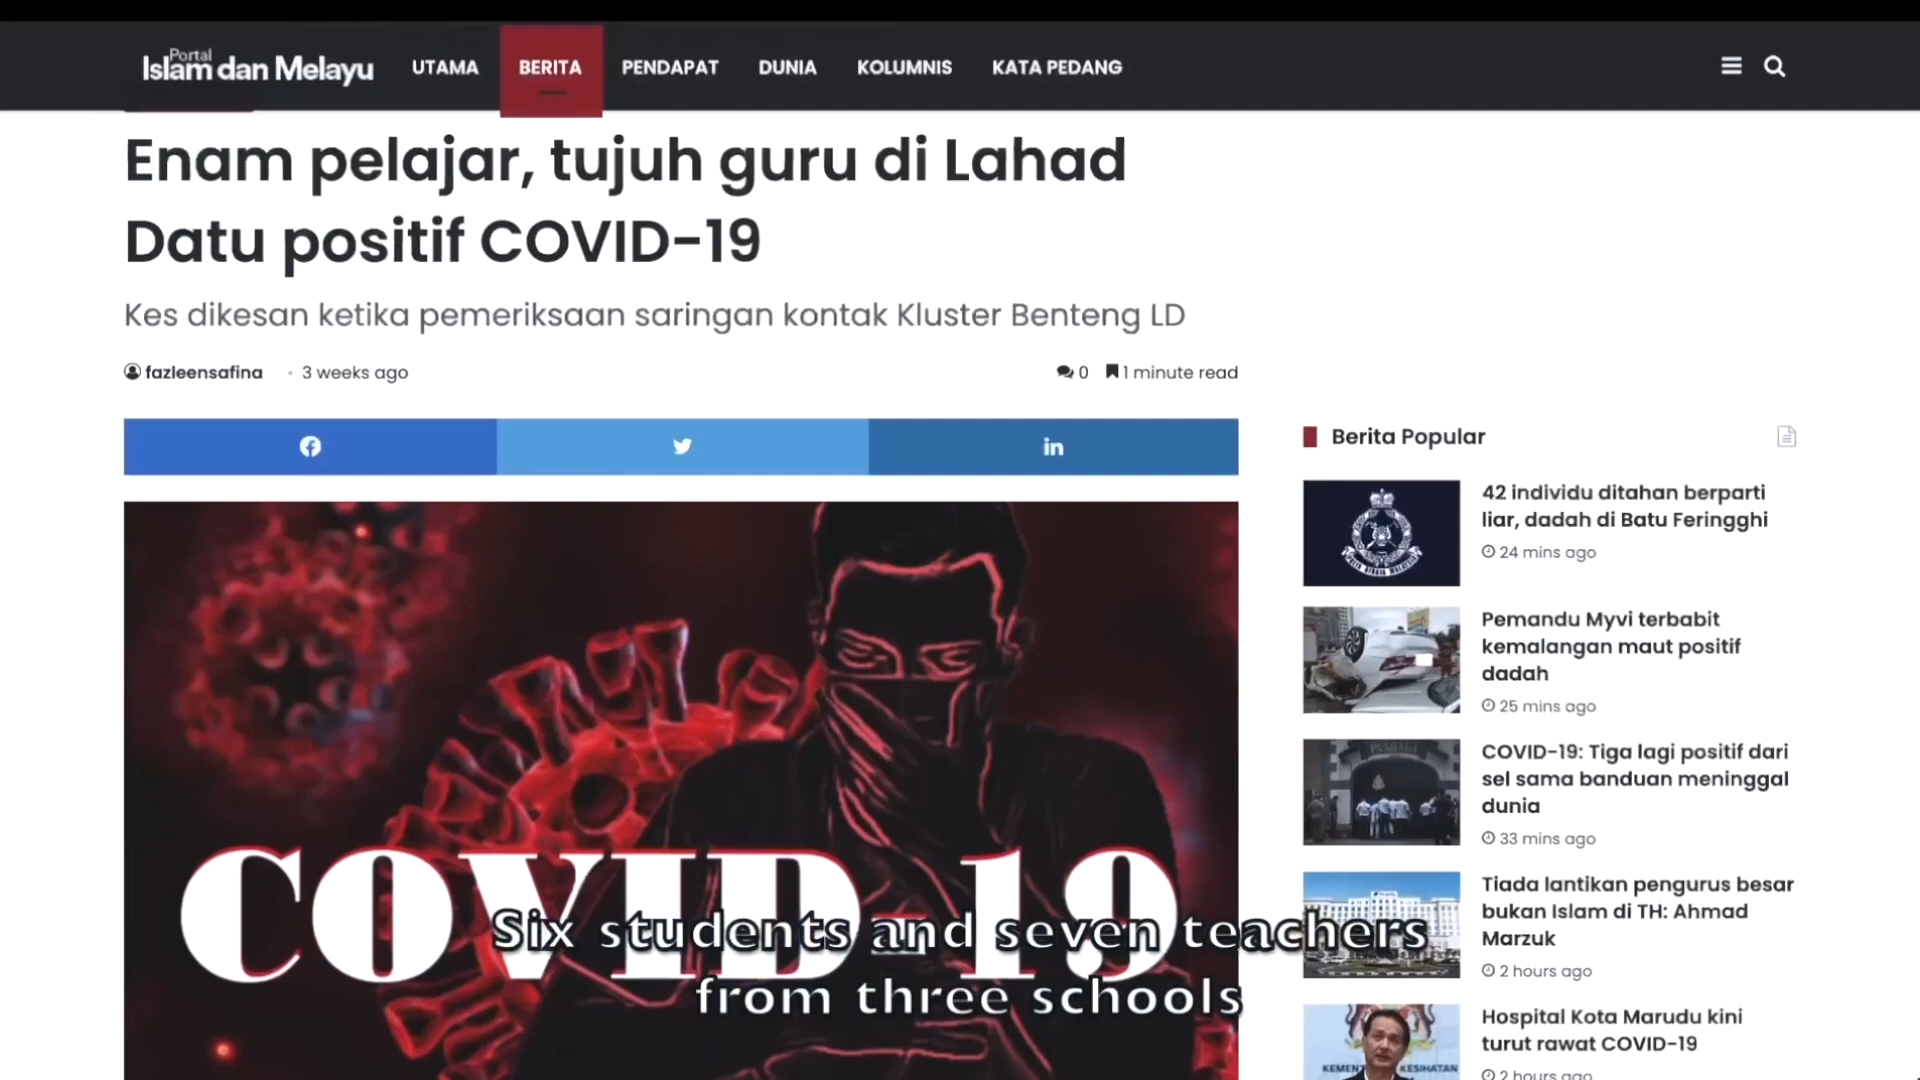 Portal
Islam dan Melayu
UTAMA
BERITA
PENDAPAT
DUNIA
KOLUMNIS
KATA PEDANG
Enam pelajar, tujuh guru di Lahad
Datu positif COVID-19
Kes dikesan ketika pemeriksaan saringan kontak Kluster Benteng LD
fazleensafina
3 weeks ago
0
1 minute read
COVID-19
Six students and seven teachers
from three schools
Berita Popular
42 individu ditahan berparti
liar, dadah di Batu Feringghi
24 mins ago
Pemandu Myvi terbabit
kemalangan maut positif
dadah
25 mins ago
COVID-19: Tiga lagi positif dari
sel sama banduan meninggal
dunia
33 mins ago
Tiada lantikan pengurus besar
bukan Islam di TH: Ahmad
Marzuk
2 hours ago
Hospital Kota Marudu kini
turut rawat COVID-19
2 hours ago